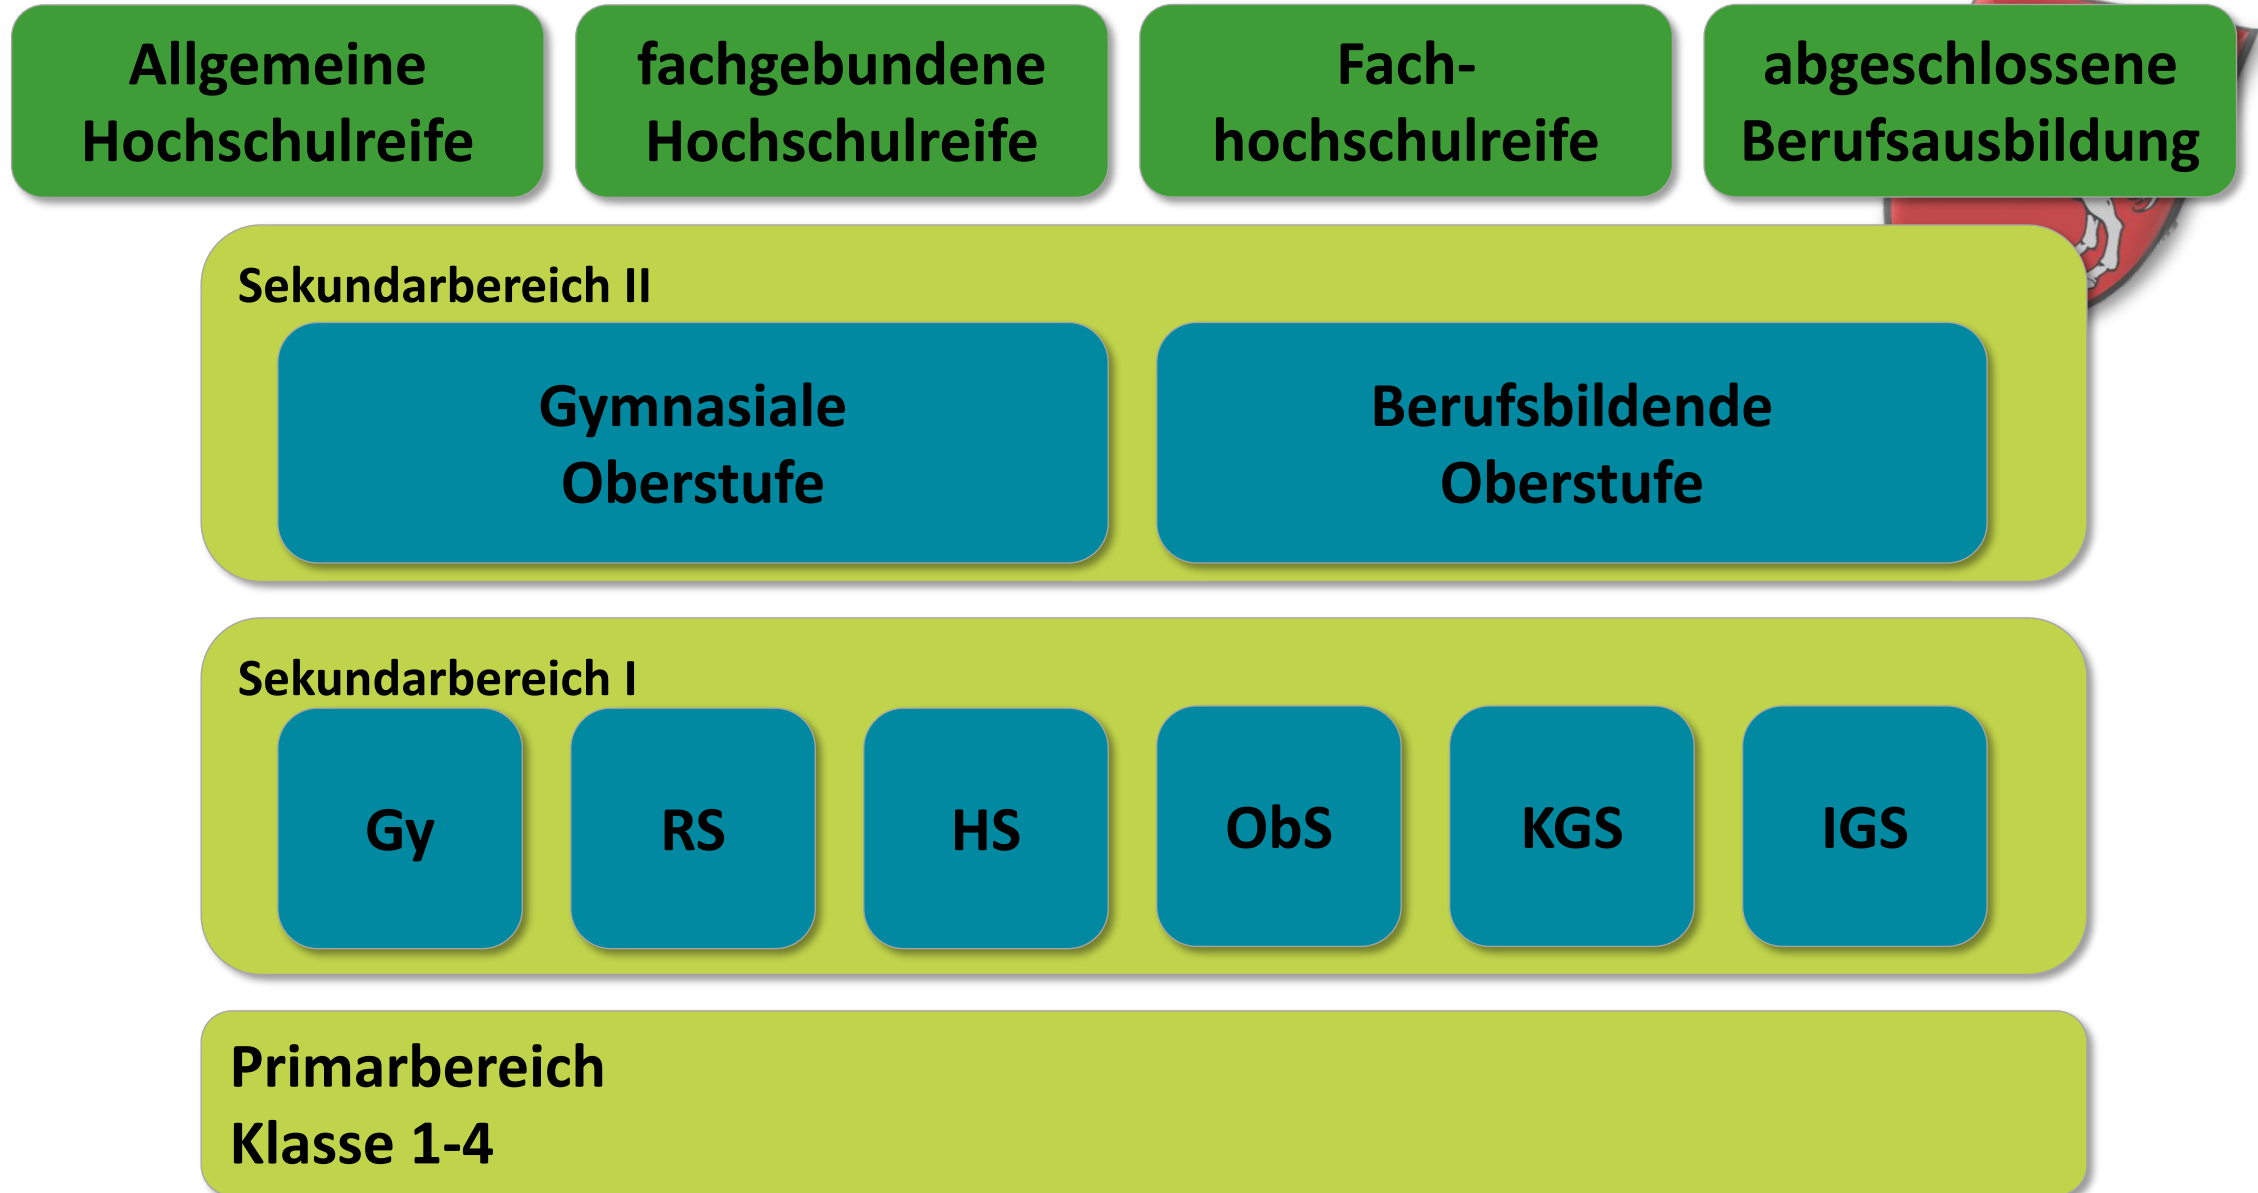 Allgemeine
Hochschulreife
fachgebundene
Hochschulreife
Fach-
hochschulreife
abgeschlossene
Berufsausbildung
Sekundarbereich II
Gymnasiale
Oberstufe
Berufsbildende
Oberstufe
Sekundarbereich I
Gy
RS
HS
ObS
KGS
IGS
Primarbereich
Klasse 1-4